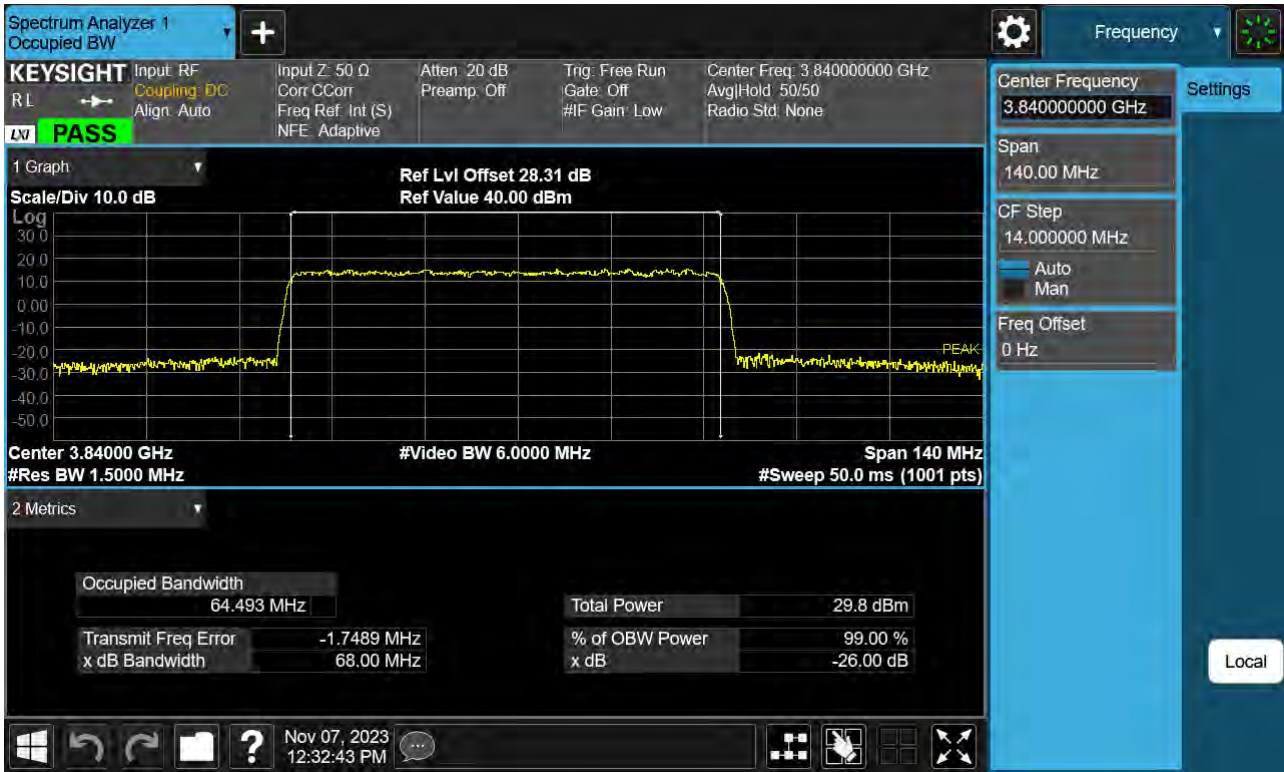 Spectrum Analyzer 1
Occupied BW
Frequency
KEYSIGHT
RL
LXI
PASS
Input: RF
Coupling: DC
Align: Auto
Input Z: 50 Ω
Corr CCorr
Freq Ref: Int (S)
NFE: Adaptive
Atten: 20 dB
Preamp: Off
Trig: Free Run
Gate: Off
#IF Gain: Low
Center Freq: 3.840000000 GHz
Avg|Hold: 50/50
Radio Std: None
Center Frequency
3.840000000 GHz
Settings
Span
140.00 MHz
CF Step
14.000000 MHz
Auto
Man
Freq Offset
0 Hz
Local
1 Graph
Scale/Div 10.0 dB
Ref Lvl Offset 28.31 dB
Ref Value 40.00 dBm
Log
30.0
20.0
10.0
0.00
-10.0
-20.0
-30.0
-40.0
-50.0
PEAK
Center 3.84000 GHz
#Video BW 6.0000 MHz
Span 140 MHz
#Res BW 1.5000 MHz
#Sweep 50.0 ms (1001 pts)
2 Metrics
Occupied Bandwidth
64.493 MHz
Total Power 29.8 dBm
Transmit Freq Error -1.7489 MHz
% of OBW Power 99.00 %
x dB Bandwidth 68.00 MHz
x dB -26.00 dB
?
Nov 07, 2023
12:32:43 PM